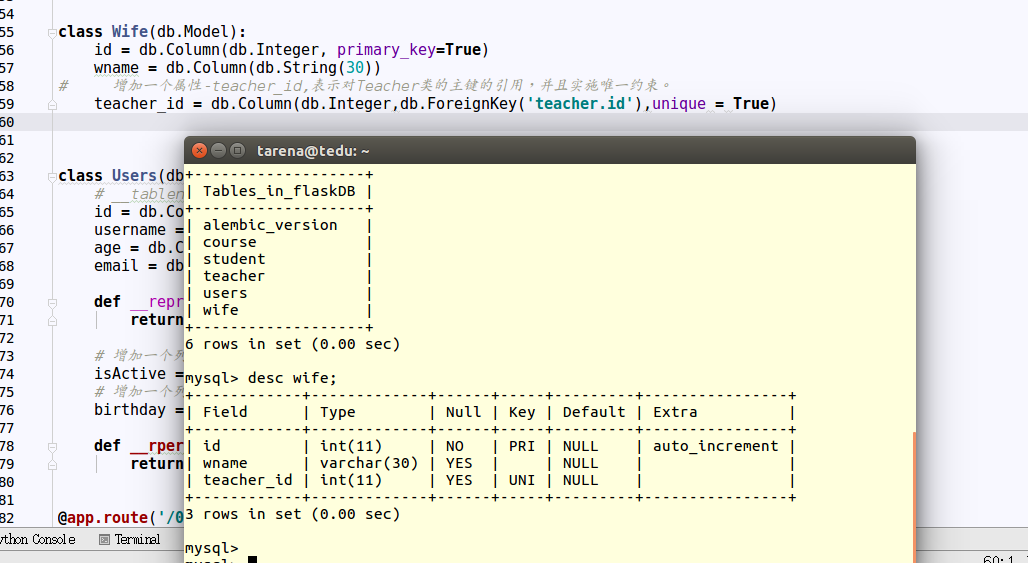 54
55 class Wife(db.Model):
56     id = db.Column(db.Integer, primary_key=True)
57     wname = db.Column(db.String(30))
58 #     增加一个属性-teacher_id,表示对Teacher类的主键的引用，并且实施唯一约束。
59     teacher_id = db.Column(db.Integer,db.ForeignKey('teacher.id'),unique = True)
60
61
62
63 class Users(db
64     # __tablen
65     id = db.Co
66     username =
67     age = db.C
68     email = db
69
70     def __repr
71         return
72
73     # 增加一个列
74     isActive =
75     # 增加一个列
76     birthday =
77
78     def __rper
79         return
80
81
82 @app.route('/0
ython Console
Terminal
60:1
tarena@tedu: ~
+-------------------+
| Tables_in_flaskDB |
+-------------------+
| alembic_version   |
| course            |
| student           |
| teacher           |
| users             |
| wife              |
+-------------------+
6 rows in set (0.00 sec)
mysql> desc wife;
+------------+-------------+------+-----+---------+----------------+
| Field      | Type        | Null | Key | Default | Extra          |
+------------+-------------+------+-----+---------+----------------+
| id         | int(11)     | NO   | PRI | NULL    | auto_increment |
| wname      | varchar(30) | YES  |     | NULL    |                |
| teacher_id | int(11)     | YES  | UNI | NULL    |                |
+------------+-------------+------+-----+---------+----------------+
3 rows in set (0.00 sec)
mysql>
mysql>